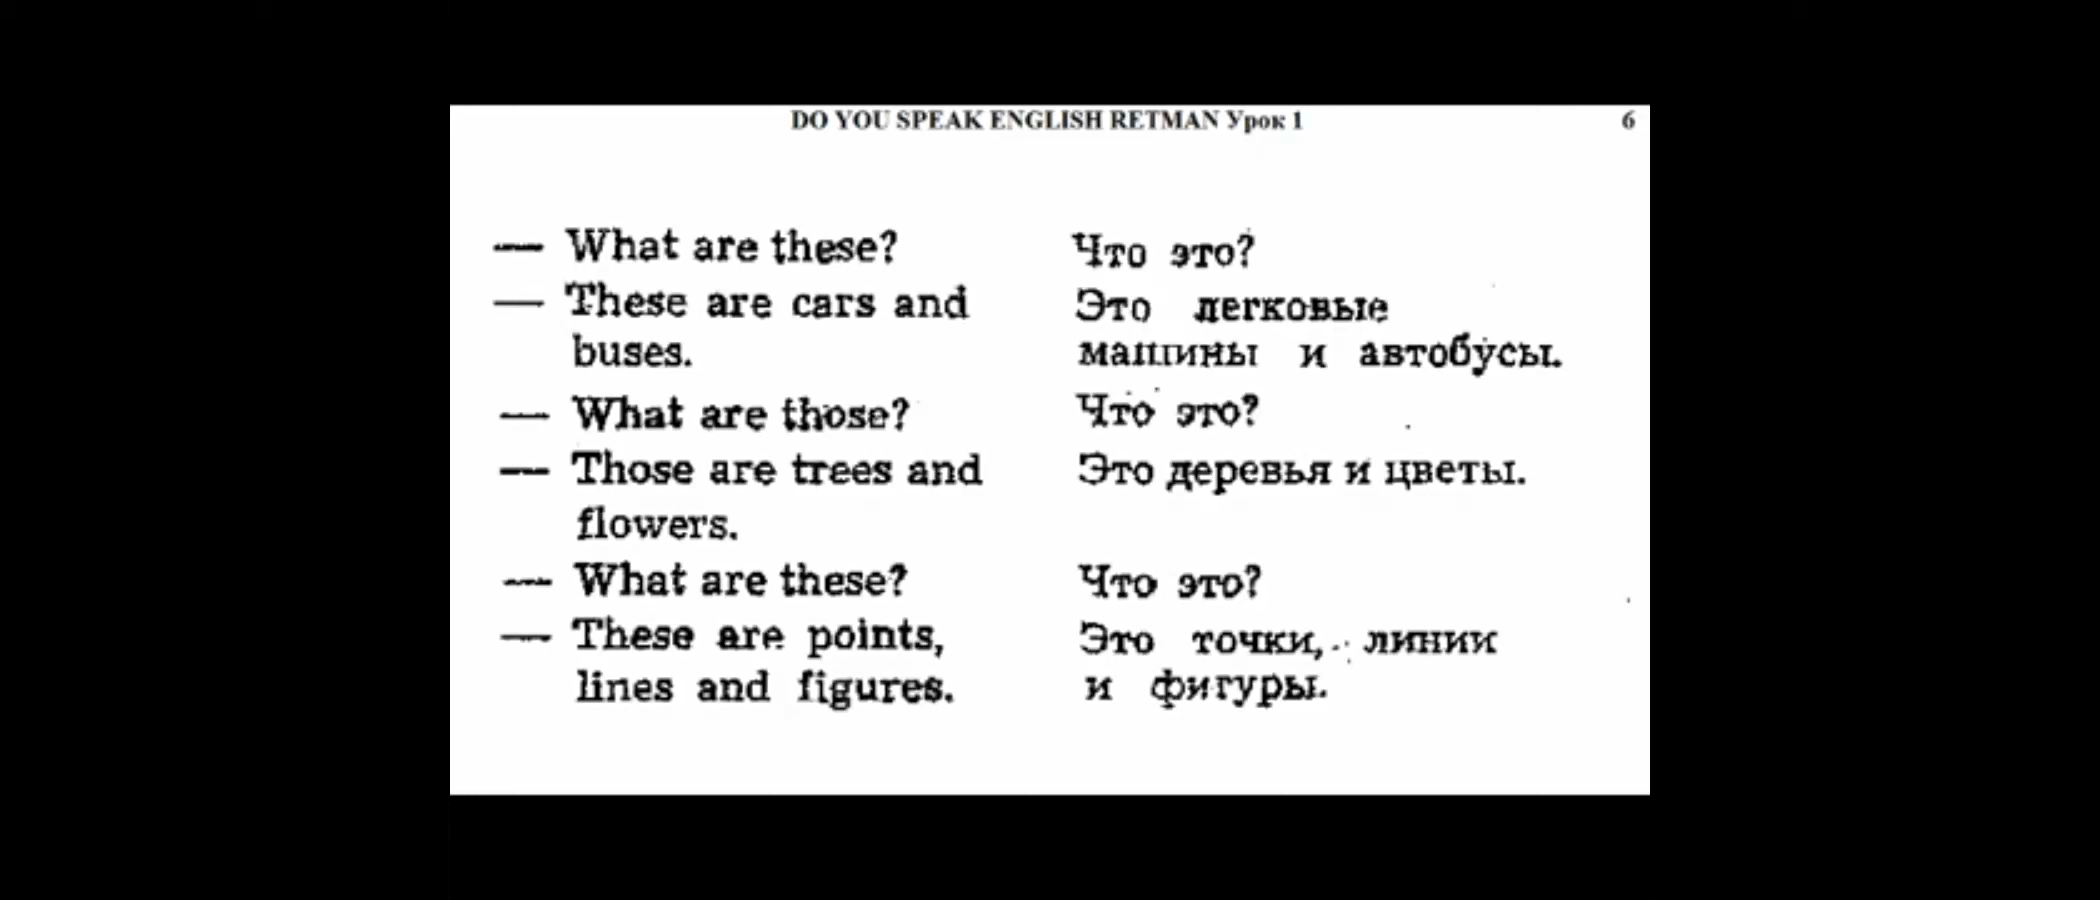 DO YOU SPEAK ENGLISH RETMAN Урок 1 6
— What are these? Что это?
— These are cars and Это легковые
buses. машины и автобусы.
— What are those? Что это?
— Those are trees and Это деревья и цветы.
flowers.
— What are these? Что это?
— These are points, Это точки, линии
lines and figures. и фигуры.